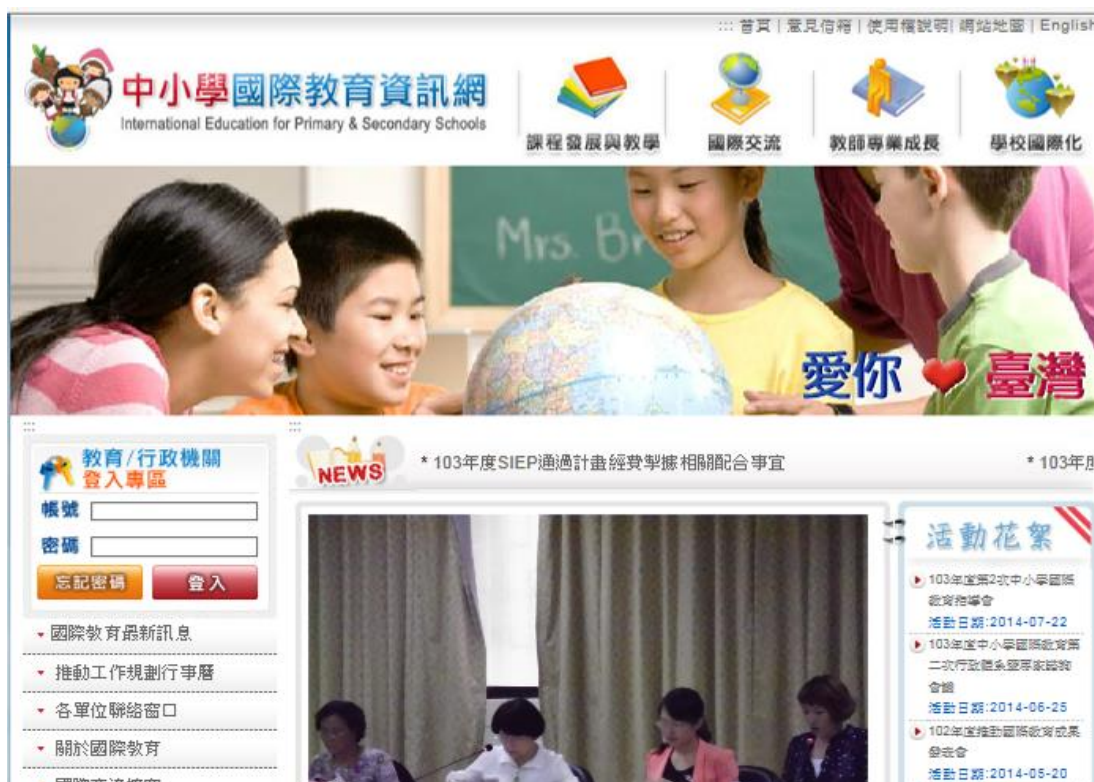 ::: 首頁 | 意見信箱 | 使用權說明| 網站地圖 | English
中小學國際教育資訊網
International Education for Primary & Secondary Schools
課程發展與教學
國際交流
教師專業成長
學校國際化
Mrs. Br
愛你 臺灣
:::
:::
教育/行政機關
登入專區
帳號
密碼
忘記密碼
登入
國際教育最新訊息
推動工作規劃行事曆
各單位聯絡窗口
關於國際教育
NEWS
* 103年度SIEP通過計畫經費掣據相關配合事宜
* 103年度
活動花絮
103年度第2次中小學國際
教育指導會
活動日期:2014-07-22
103年度中小學國際教育第
二次行政體系暨專家諮詢
會議
活動日期:2014-06-25
102年度推動國際教育成果
發表會
活動日期:2014-05-20